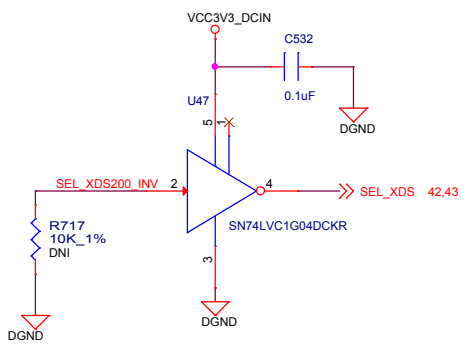 VCC3V3_DCIN
C532
0.1uF
DGND
U47
5
1
SEL_XDS200_INV
2
4
SEL_XDS 42,43
SN74LVC1G04DCKR
R717
10K_1%
DNI
3
DGND
DGND